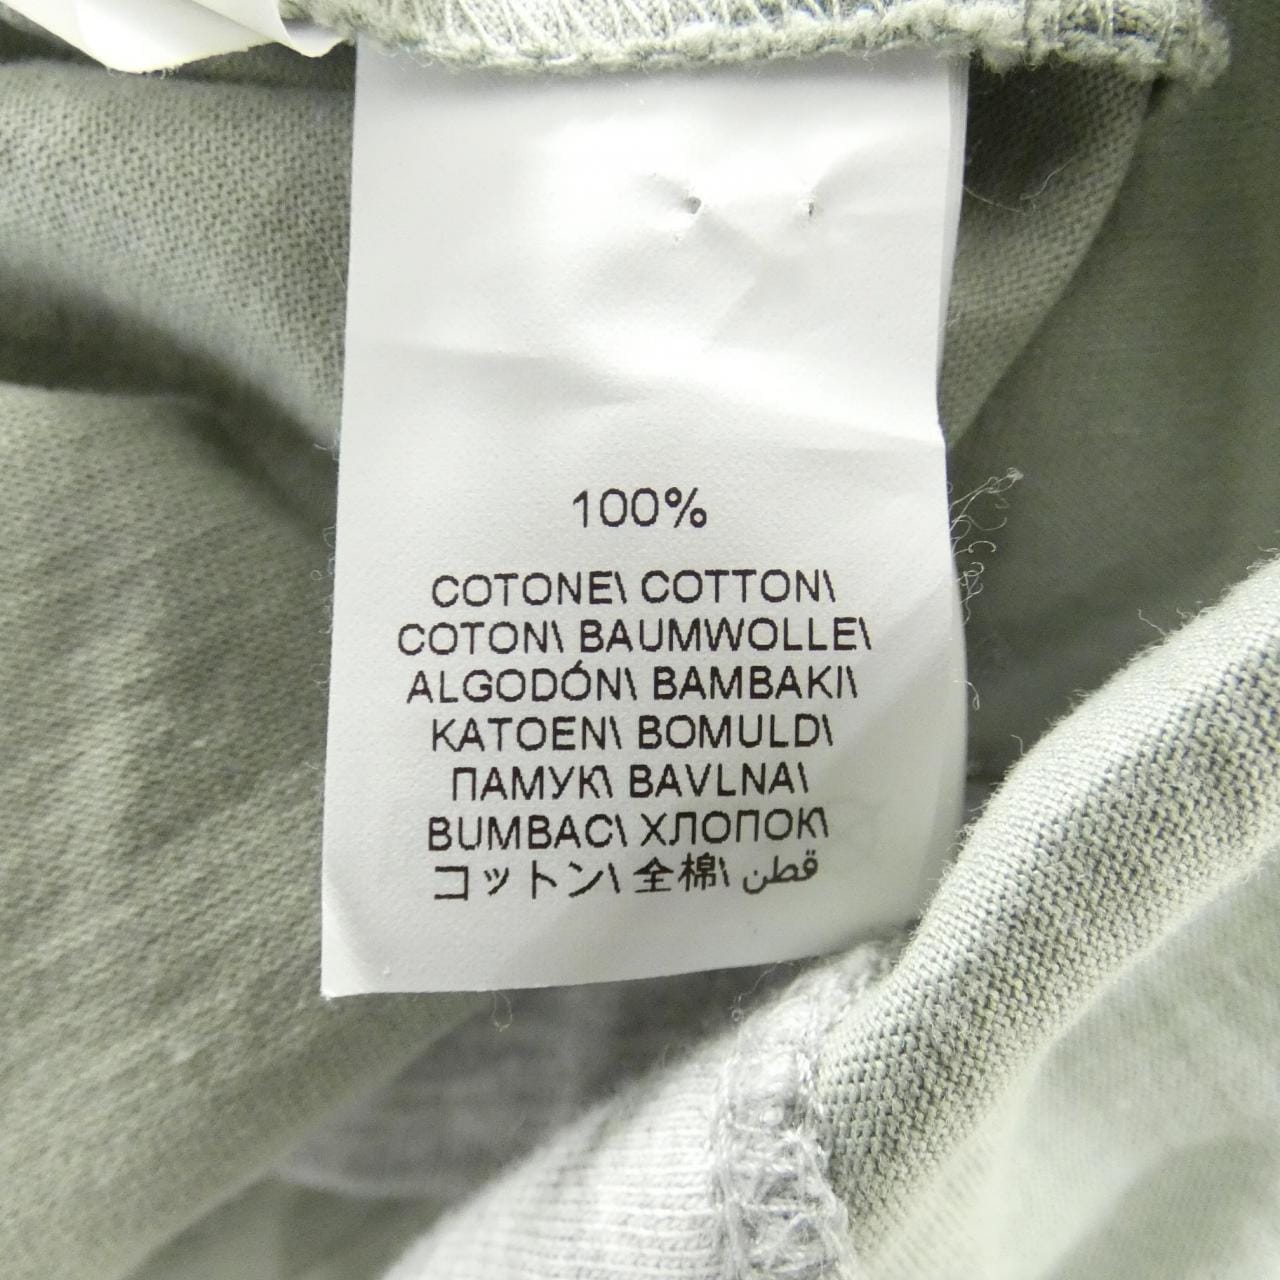 100%
COTONE\ COTTON\
COTON\ BAUMWOLLE\
ALGODÓN\ BAMBAKI\
KATOEN\ BOMULD\
ПАМУК\ BAVLNA\
BUMBAC\ ХЛОПОК\
コットン\ 全棉\ قطن